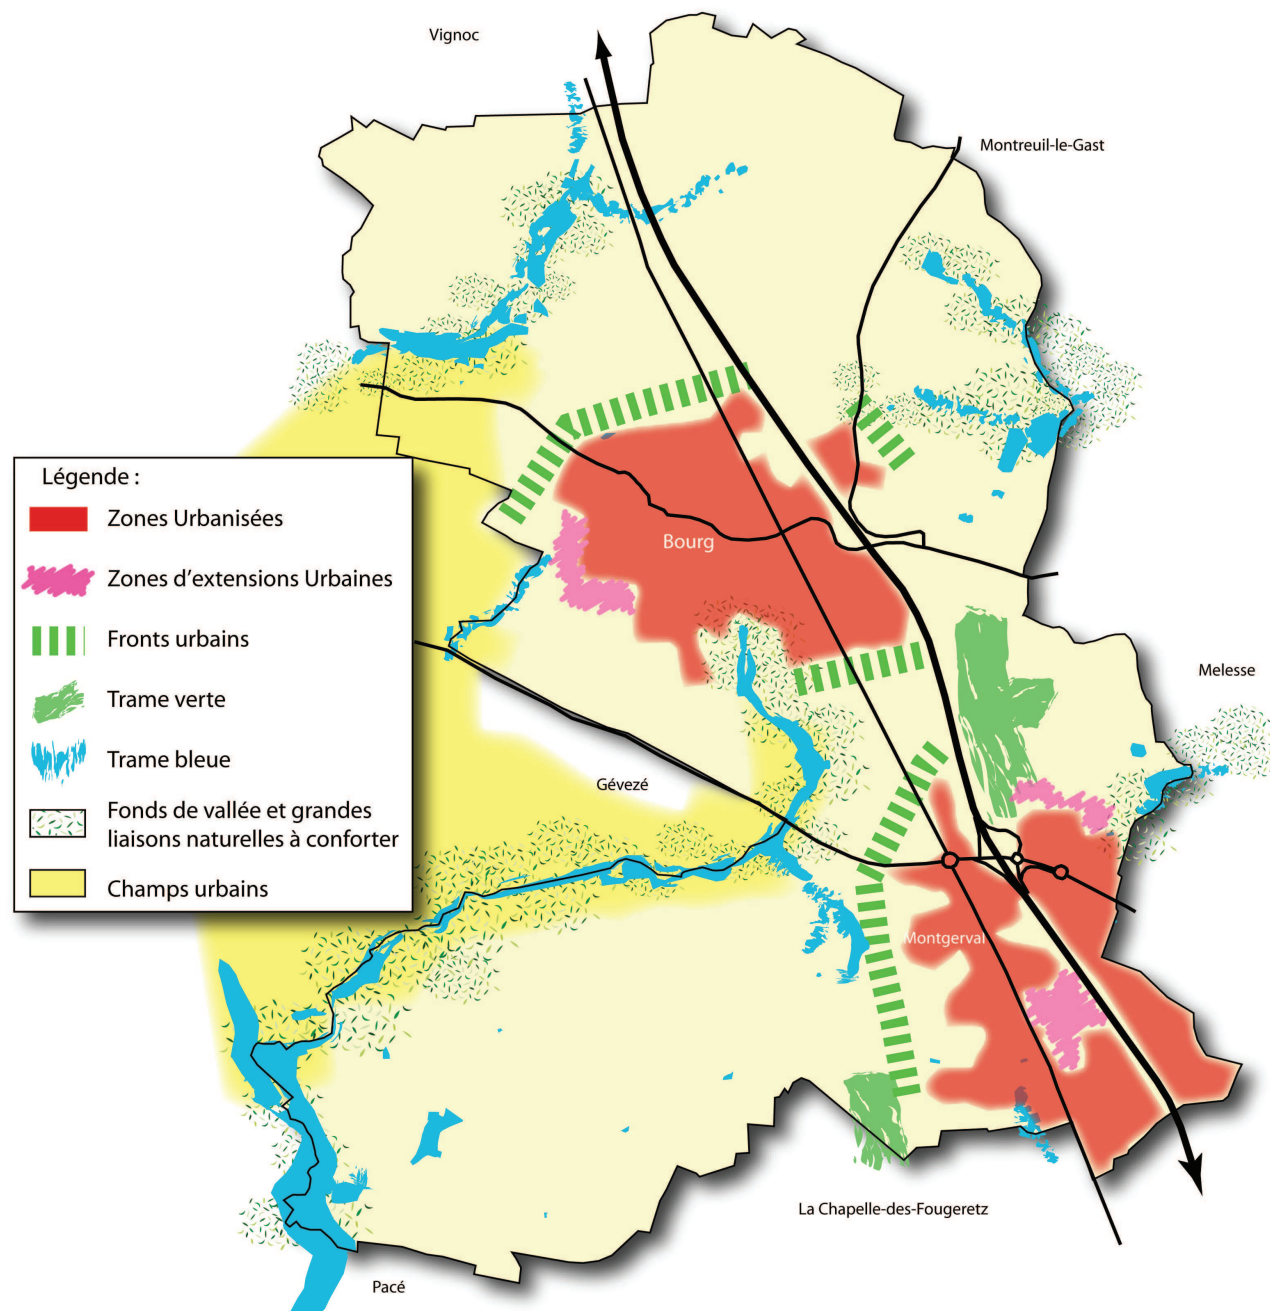 Vignoc
Montreuil-le-Gast
Légende :
Zones Urbanisées
Zones d'extensions Urbaines
Fronts urbains
Trame verte
Trame bleue
Fonds de vallée et grandes
liaisons naturelles à conforter
Champs urbains
Bourg
Melesse
Gévezé
Montgerval
La Chapelle-des-Fougeretz
Pacé